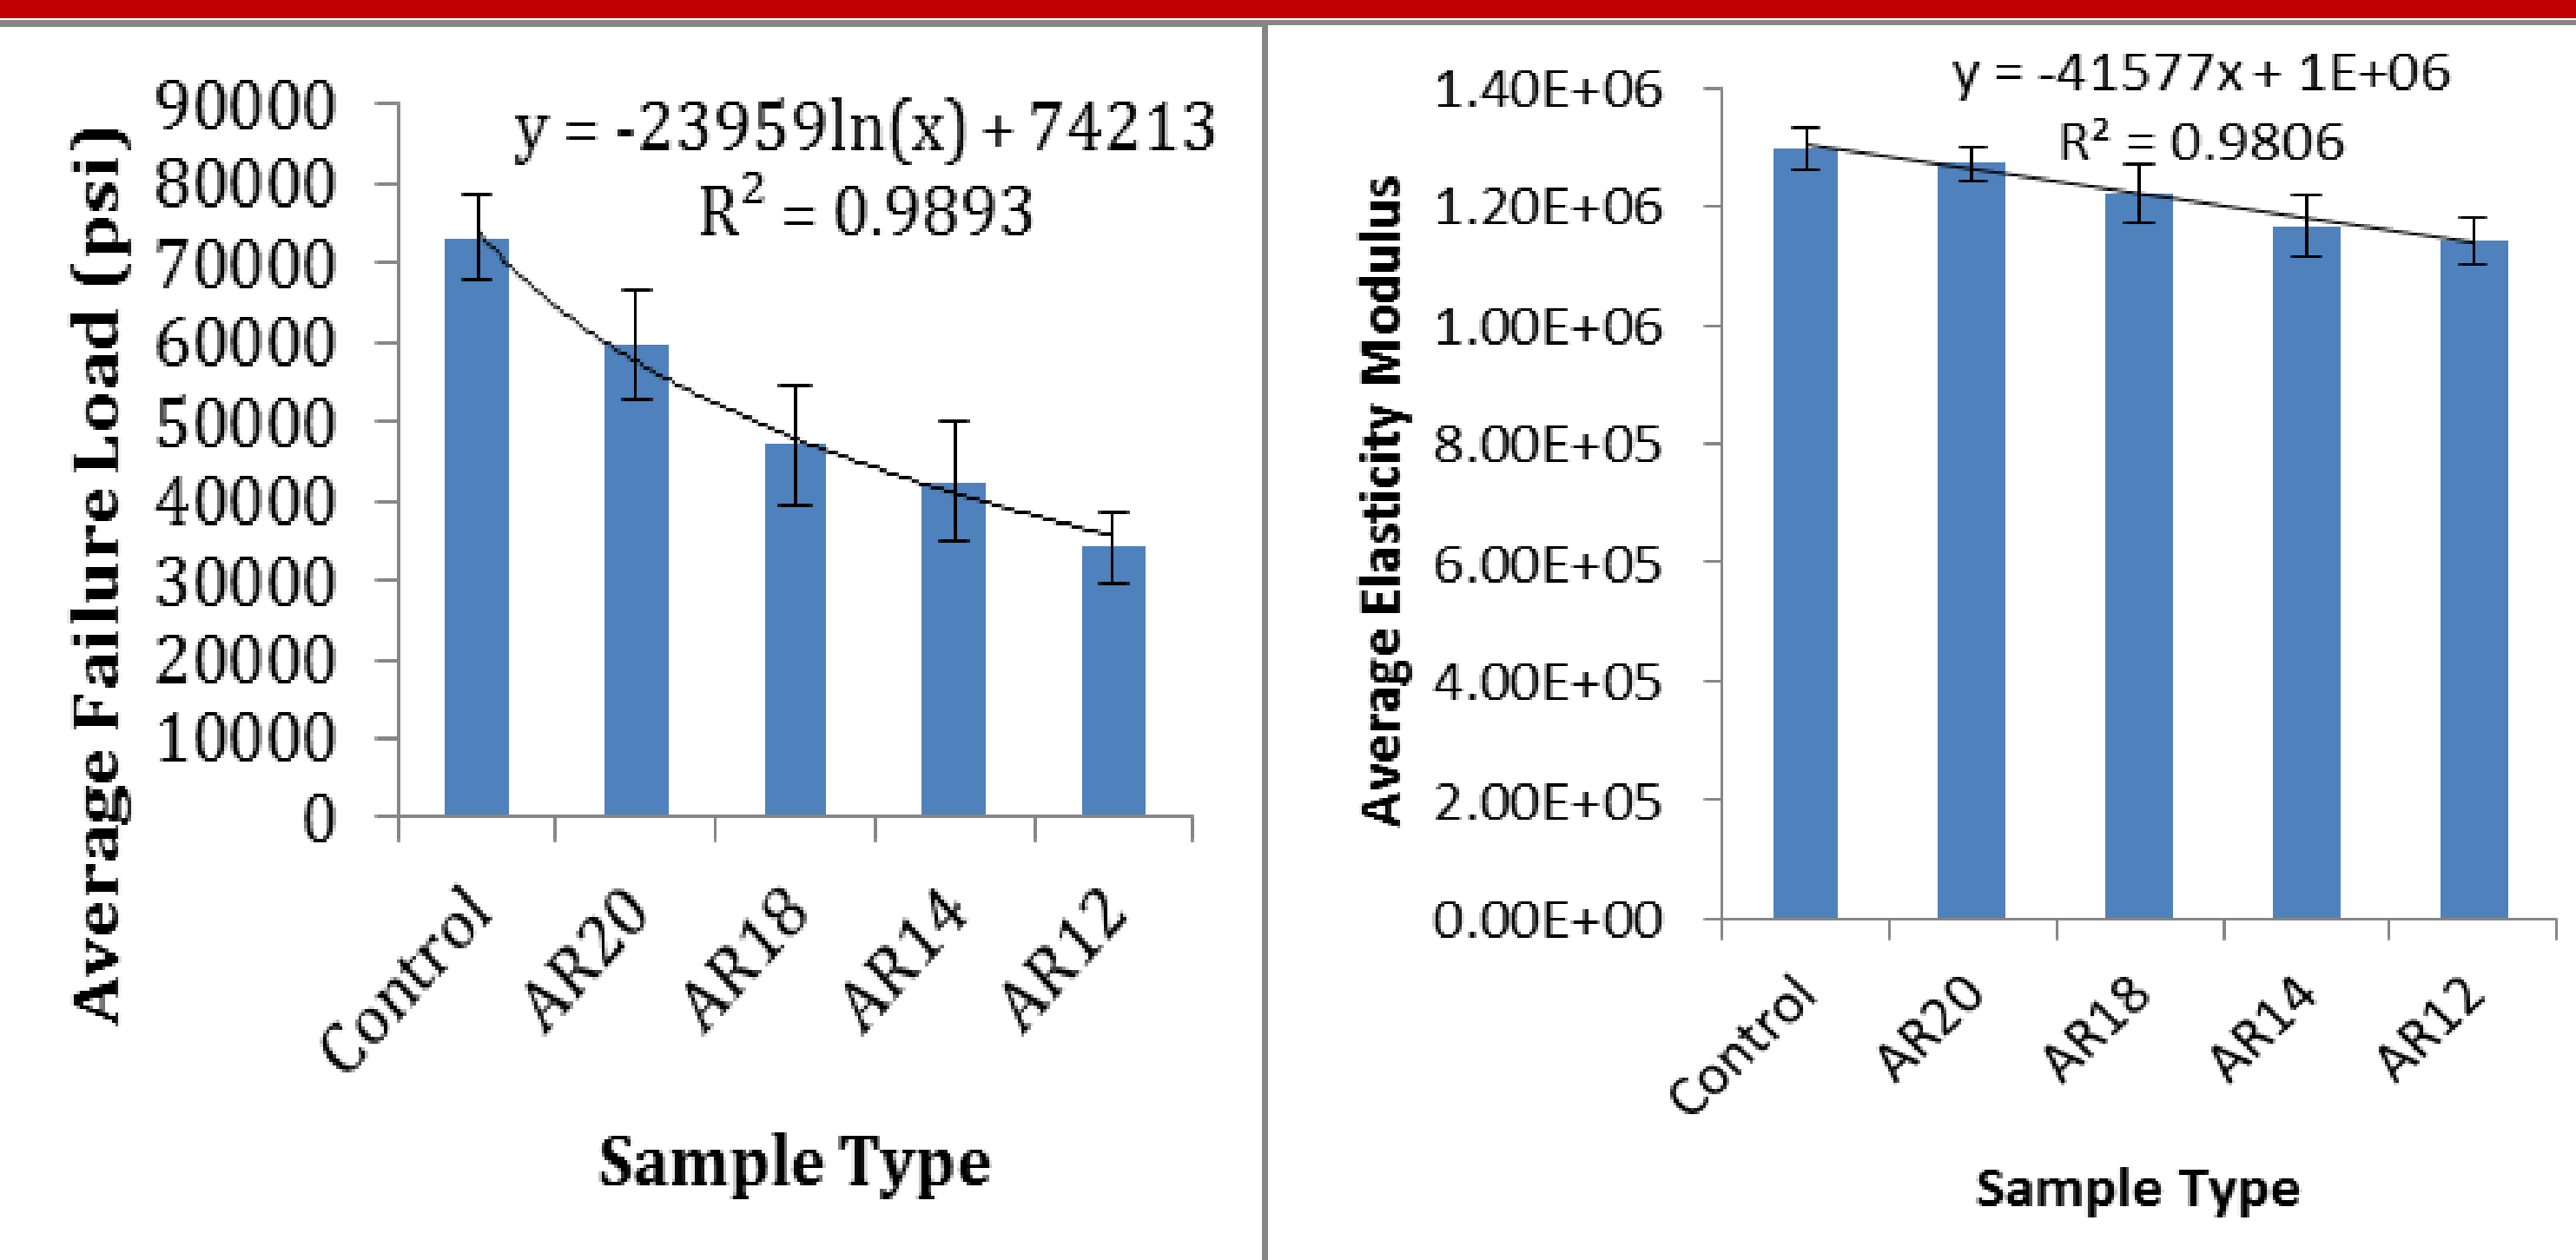 Average Failure Load (psi)
90000
80000
70000
60000
50000
40000
30000
20000
10000
0
y = -23959ln(x) + 74213
R² = 0.9893
Control
AR20
AR18
AR14
AR12
Sample Type
Average Elasticity Modulus
1.40E+06
1.20E+06
1.00E+06
8.00E+05
6.00E+05
4.00E+05
2.00E+05
0.00E+00
y = -41577x + 1E+06
R² = 0.9806
Control
AR20
AR18
AR14
AR12
Sample Type